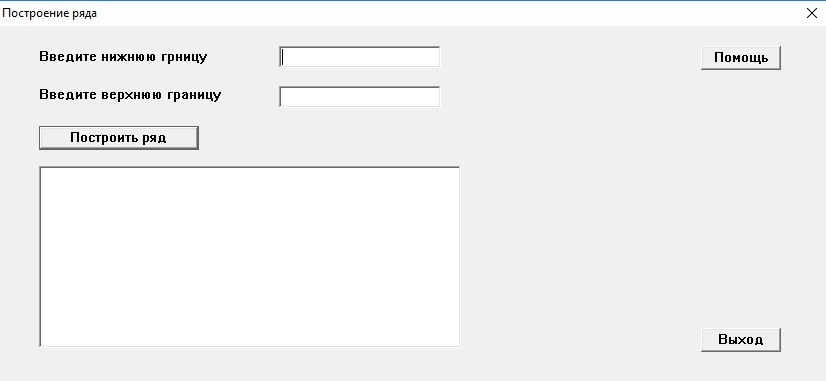 Построение ряда
Введите нижнюю грницу
Помощь
Введите верхнюю границу
Построить ряд
Выход